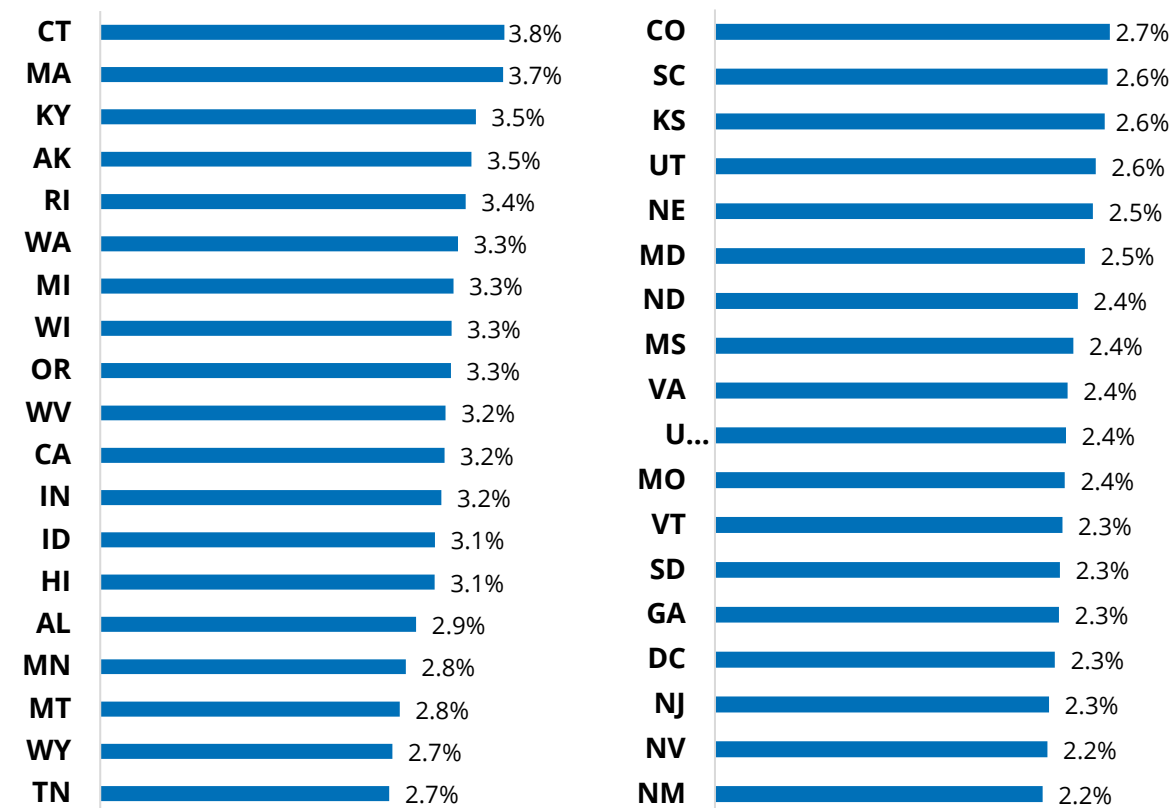 CT 3.8%
MA 3.7%
KY 3.5%
AK 3.5%
RI 3.4%
WA 3.3%
MI 3.3%
WI 3.3%
OR 3.3%
WV 3.2%
CA 3.2%
IN 3.2%
ID 3.1%
HI 3.1%
AL 2.9%
MN 2.8%
MT 2.8%
WY 2.7%
TN 2.7%
CO 2.7%
SC 2.6%
KS 2.6%
UT 2.6%
NE 2.5%
MD 2.5%
ND 2.4%
MS 2.4%
VA 2.4%
U... 2.4%
MO 2.4%
VT 2.3%
SD 2.3%
GA 2.3%
DC 2.3%
NJ 2.3%
NV 2.2%
NM 2.2%